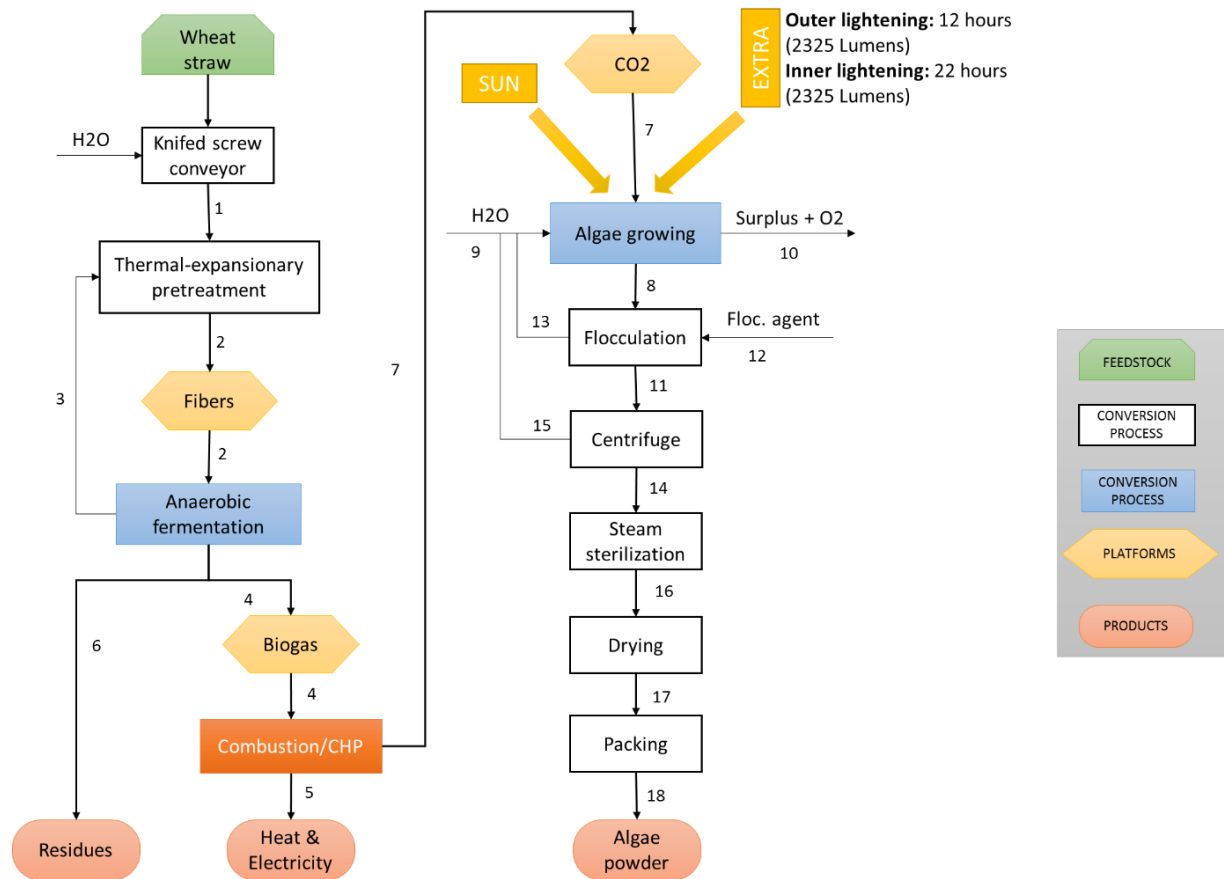 Wheat
straw
H2O
Knifed screw
conveyor
1
Thermal-expansionary
pretreatment
2
3
Fibers
2
Anaerobic
fermentation
4
6
Biogas
4
Combustion/CHP
5
Residues
Heat &
Electricity
7
CO2
SUN
EXTRA
Outer lightening: 12 hours
(2325 Lumens)
Inner lightening: 22 hours
(2325 Lumens)
7
H2O
9
Algae growing
Surplus + O2
10
8
13
Flocculation
Floc. agent
12
11
15
Centrifuge
14
Steam
sterilization
16
Drying
17
Packing
18
Algae
powder
FEEDSTOCK
CONVERSION
PROCESS
CONVERSION
PROCESS
PLATFORMS
PRODUCTS